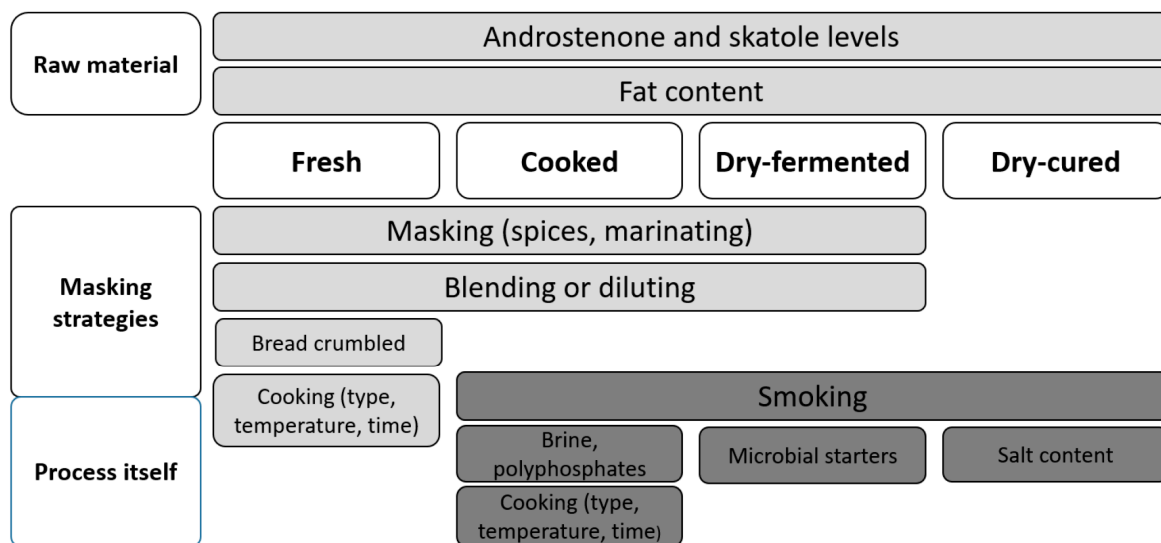 Raw material
Androstenone and skatole levels
Fat content
Fresh
Cooked
Dry-fermented
Dry-cured
Masking
strategies
Masking (spices, marinating)
Blending or diluting
Bread crumbled
Cooking (type,
temperature, time)
Smoking
Process itself
Brine,
polyphosphates
Microbial starters
Salt content
Cooking (type,
temperature, time)